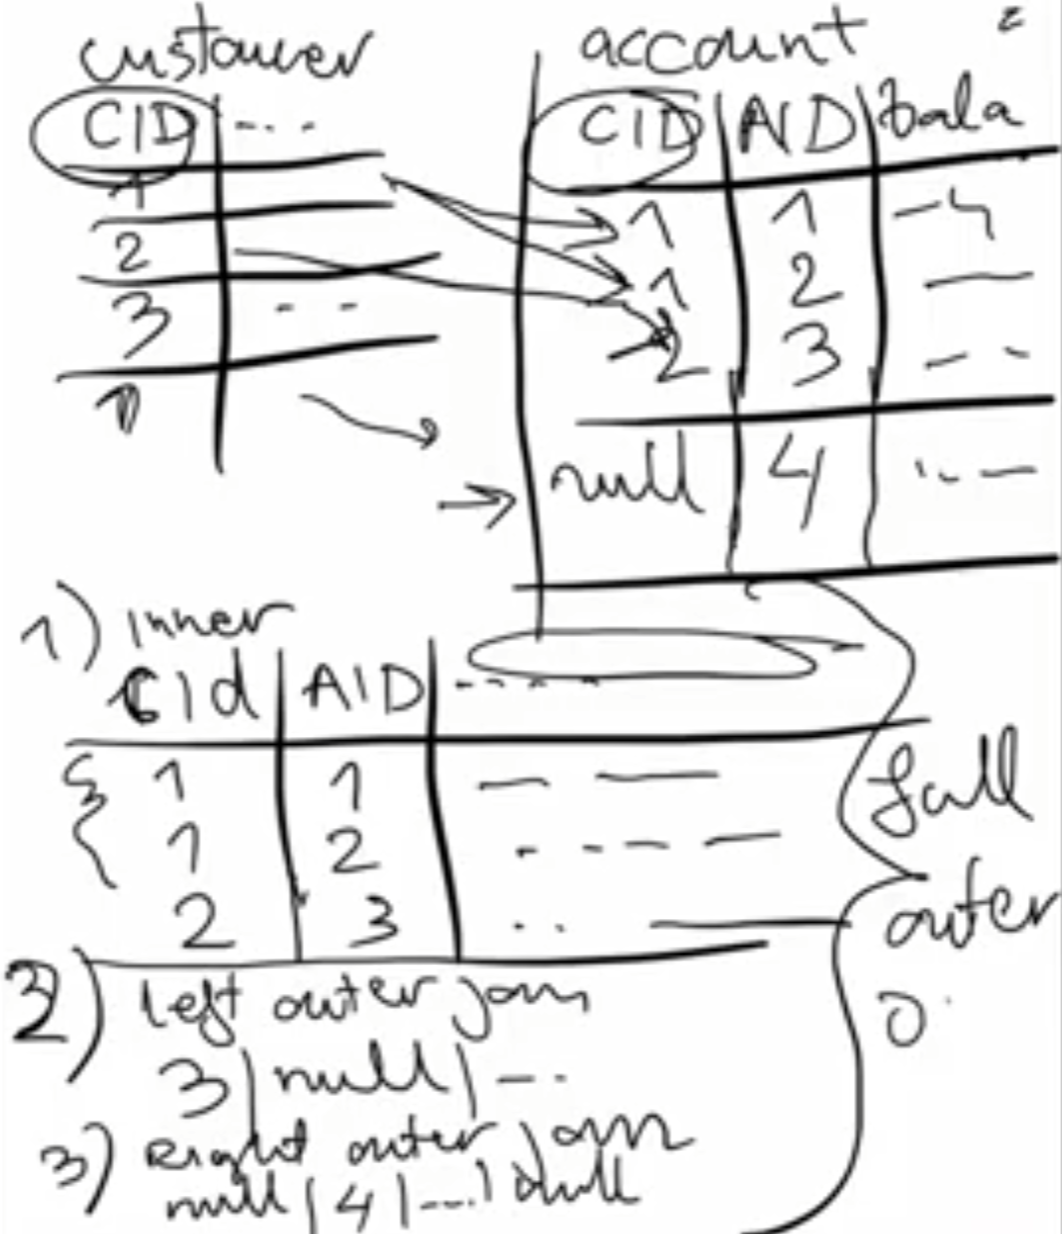 customer
account
CID
CID AID bala
1
2
3
1 1
1 2
2 3
null 4
1) inner
CId AID
1 1
1 2
2 3
full
outer
2) left outer join
3 | null |
3) Right outer join
null | 4 |